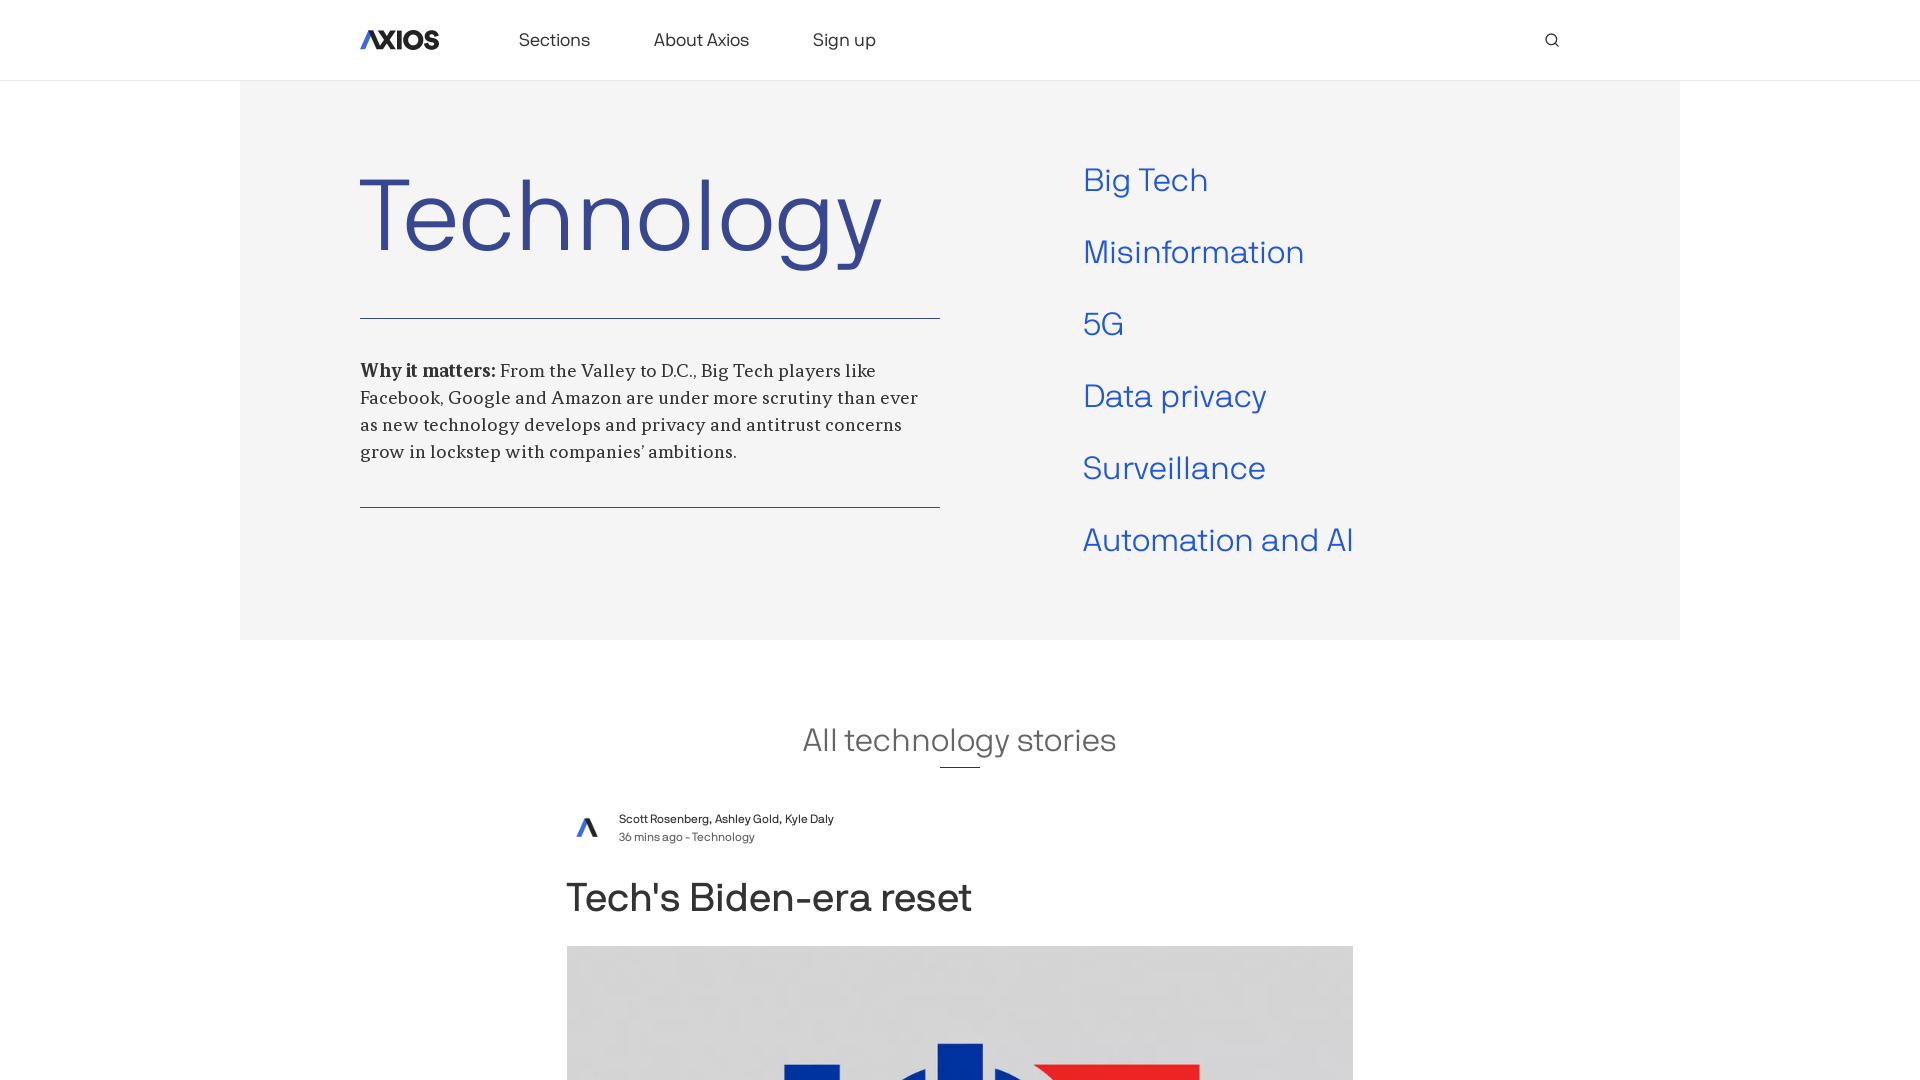 AXIOS
Sections
About Axios
Sign up
Technology
Why it matters: From the Valley to D.C., Big Tech players like
Facebook, Google and Amazon are under more scrutiny than ever
as new technology develops and privacy and antitrust concerns
grow in lockstep with companies’ ambitions.
Big Tech
Misinformation
5G
Data privacy
Surveillance
Automation and AI
All technology stories
Scott Rosenberg, Ashley Gold, Kyle Daly
36 mins ago - Technology
Tech's Biden-era reset